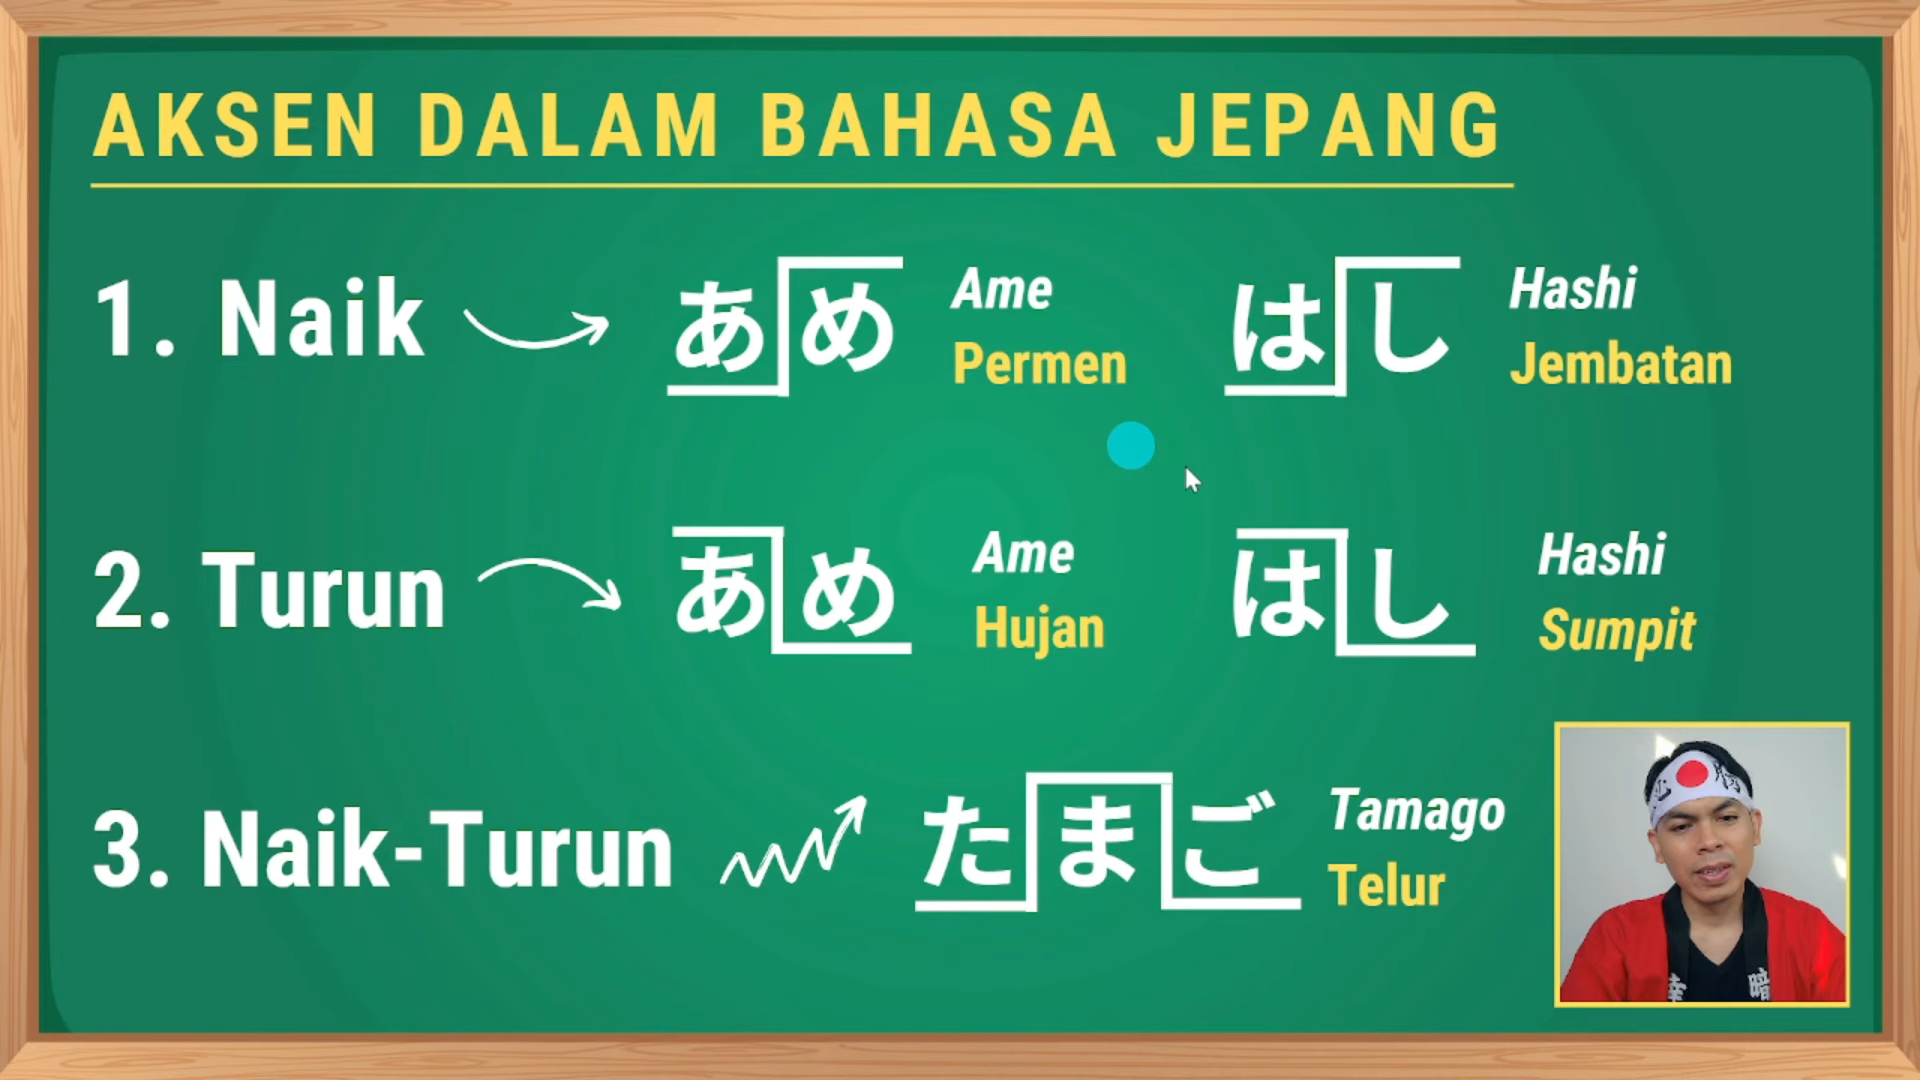 AKSEN DALAM BAHASA JEPANG
1. Naik あめ Ame Permen はし Hashi Jembatan
2. Turun あめ Ame Hujan はし Hashi Sumpit
3. Naik-Turun たまご Tamago Telur